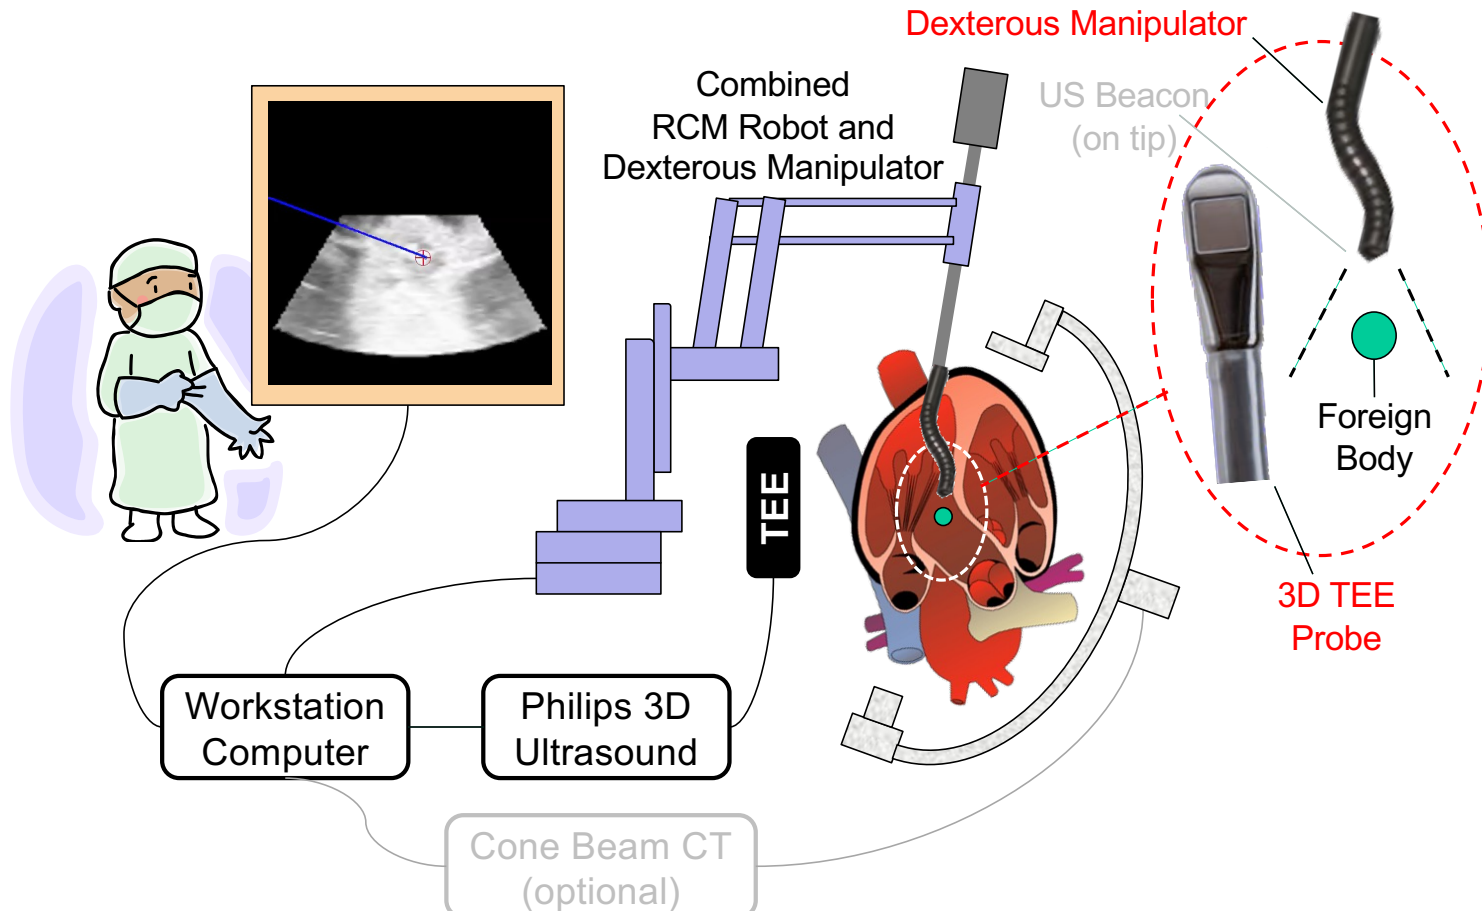 Dexterous Manipulator
US Beacon
(on tip)
Combined
RCM Robot and
Dexterous Manipulator
Foreign
Body
TEE
3D TEE
Probe
Workstation
Computer
Philips 3D
Ultrasound
Cone Beam CT
(optional)